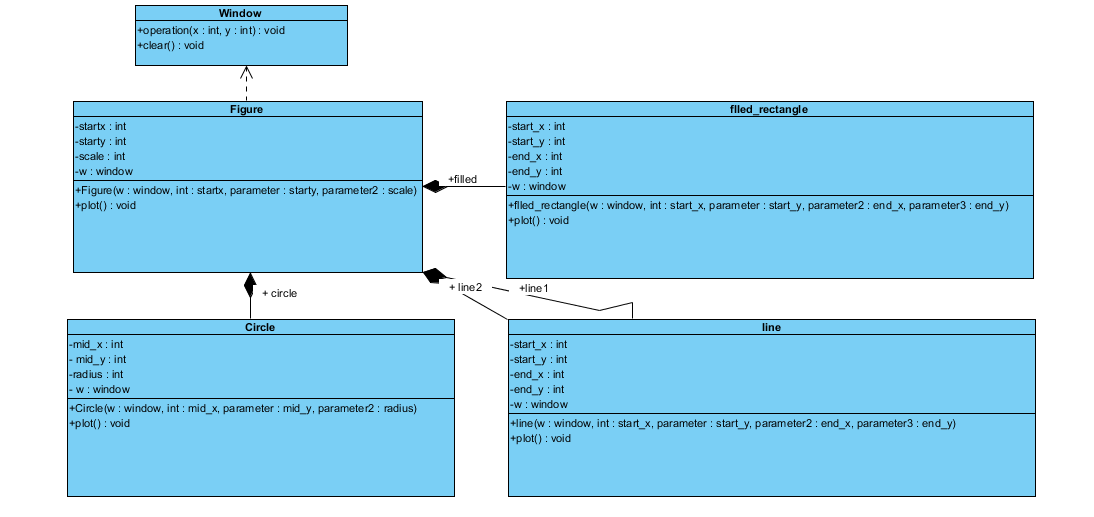 Window
+operation(x : int, y : int) : void
+clear() : void
Figure
-startx : int
-starty : int
-scale : int
-w : window
+Figure(w : window, int : startx, parameter : starty, parameter2 : scale)
+plot() : void
+filled
flled_rectangle
-start_x : int
-start_y : int
-end_x : int
-end_y : int
-w : window
+flled_rectangle(w : window, int : start_x, parameter : start_y, parameter2 : end_x, parameter3 : end_y)
+plot() : void
+ circle
+ line2
+line1
Circle
-mid_x : int
- mid_y : int
-radius : int
- w : window
+Circle(w : window, int : mid_x, parameter : mid_y, parameter2 : radius)
+plot() : void
line
-start_x : int
-start_y : int
-end_x : int
-end_y : int
-w : window
+line(w : window, int : start_x, parameter : start_y, parameter2 : end_x, parameter3 : end_y)
+plot() : void